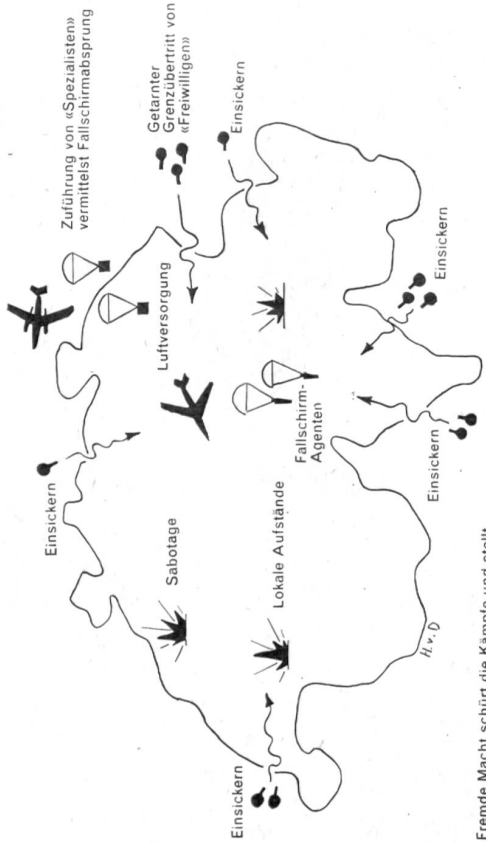 Zuführung von «Spezialisten»
vermittelst Fallschirmabsprung
Getarnter
Grenzübertritt von
«Freiwilligen»
Einsickern
Luftversorgung
Einsickern
Sabotage
Fallschirm-
Agenten
Einsickern
Lokale Aufstände
Einsickern
Einsickern
H.v.D
Fremde Macht schürt die Kämpfe und stellt